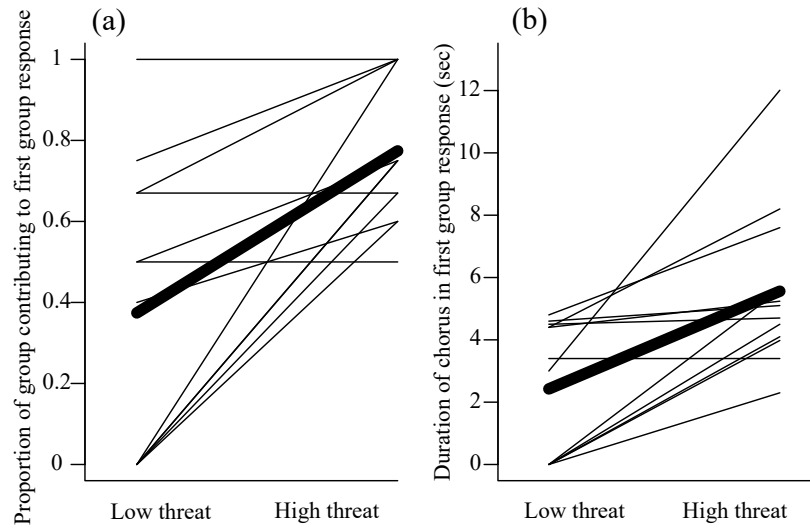 (a)
Proportion of group contributing to first group response
1
0.8
0.6
0.4
0.2
0
Low threat
High threat
(b)
Duration of chorus in first group response (sec)
12
10
8
6
4
2
0
Low threat
High threat